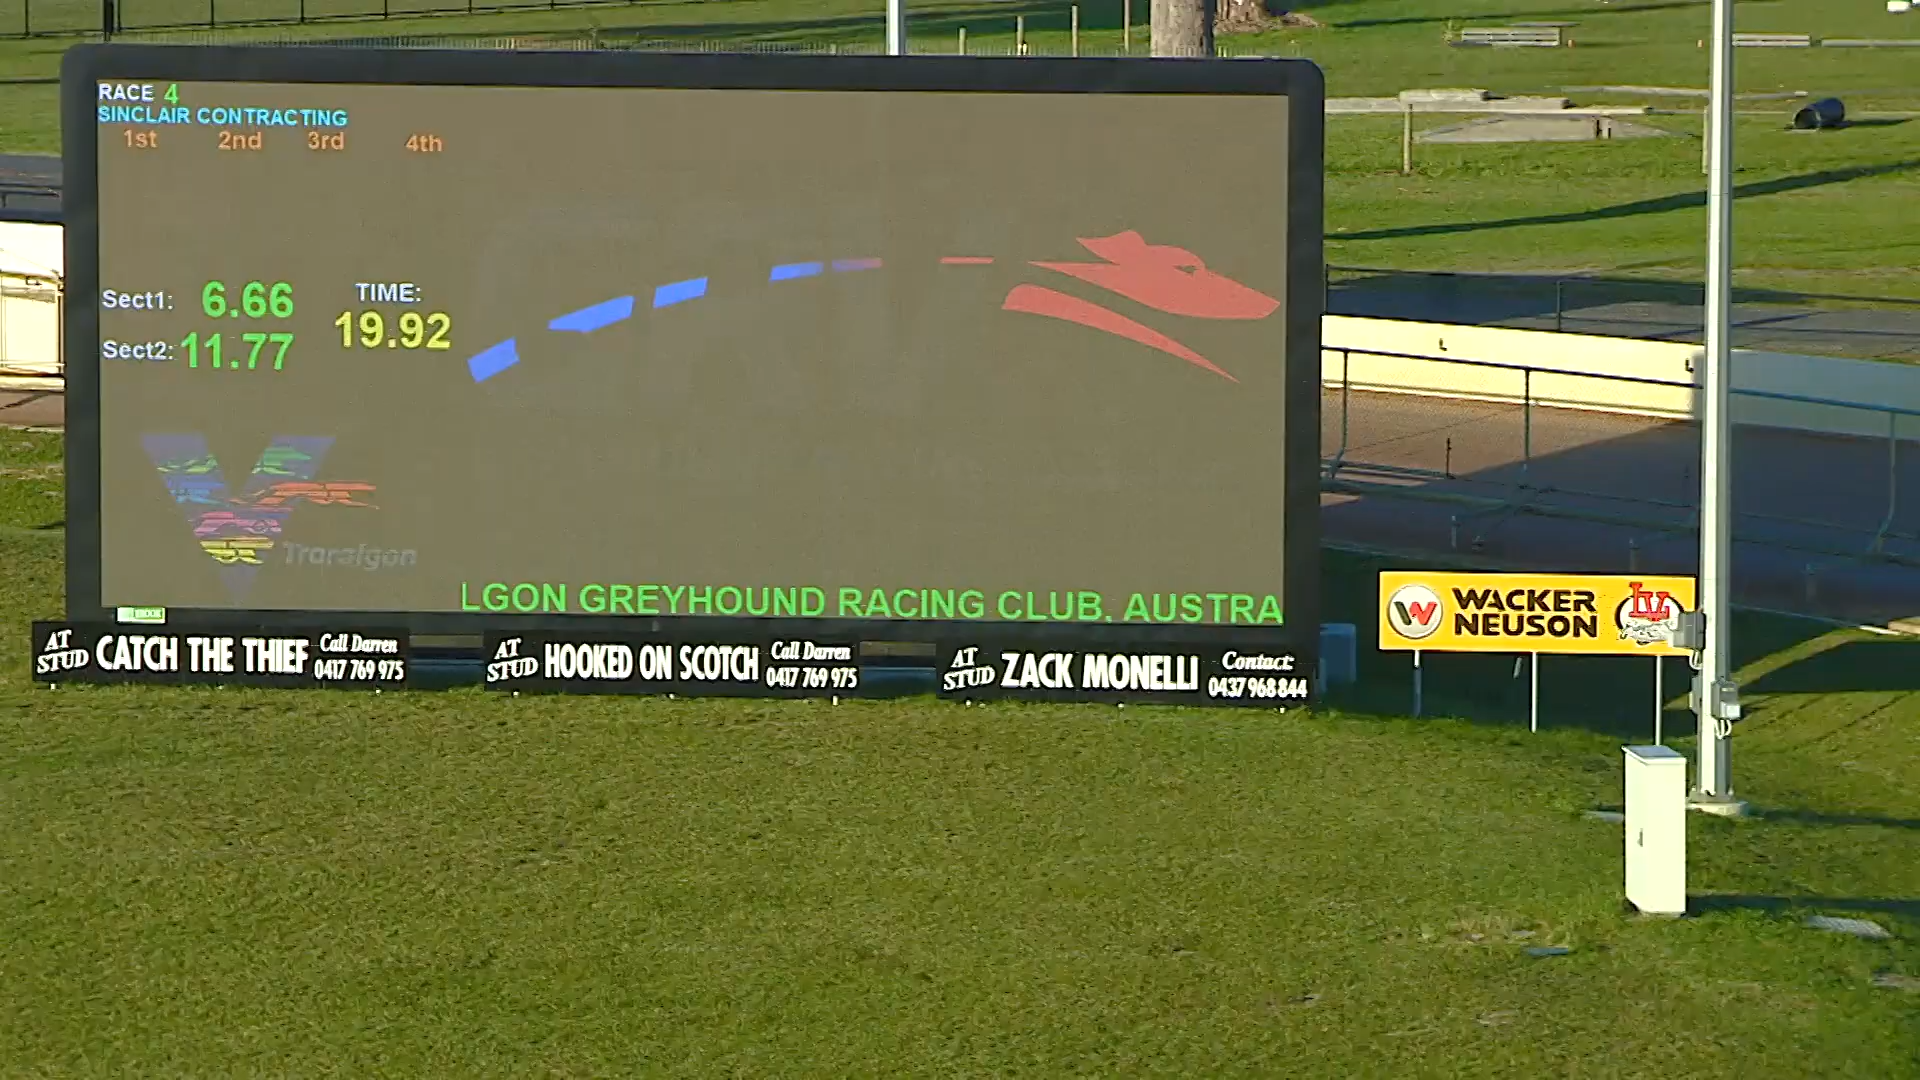 RACE 4
SINCLAIR CONTRACTING
1st 2nd 3rd 4th
Sect1: 6.66
TIME:
19.92
Sect2: 11.77
Traralgon
LGON GREYHOUND RACING CLUB, AUSTRA
AT STUD CATCH THE THIEF Call Darren 0417 769 975
AT STUD HOOKED ON SCOTCH Call Darren 0417 769 975
AT STUD ZACK MONELLI Contact: 0437 968 844
W WACKER NEUSON LV